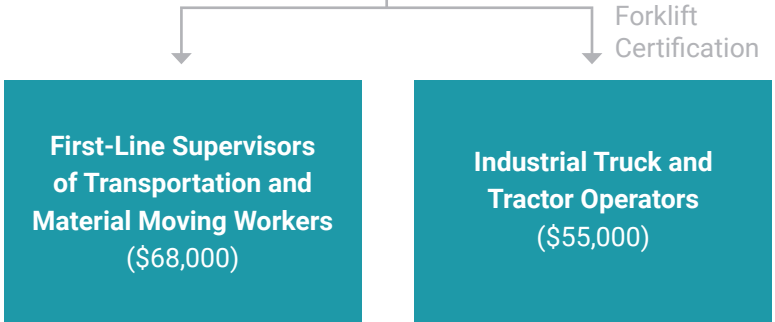 Forklift
Certification
First-Line Supervisors
of Transportation and
Material Moving Workers
($68,000)
Industrial Truck and
Tractor Operators
($55,000)